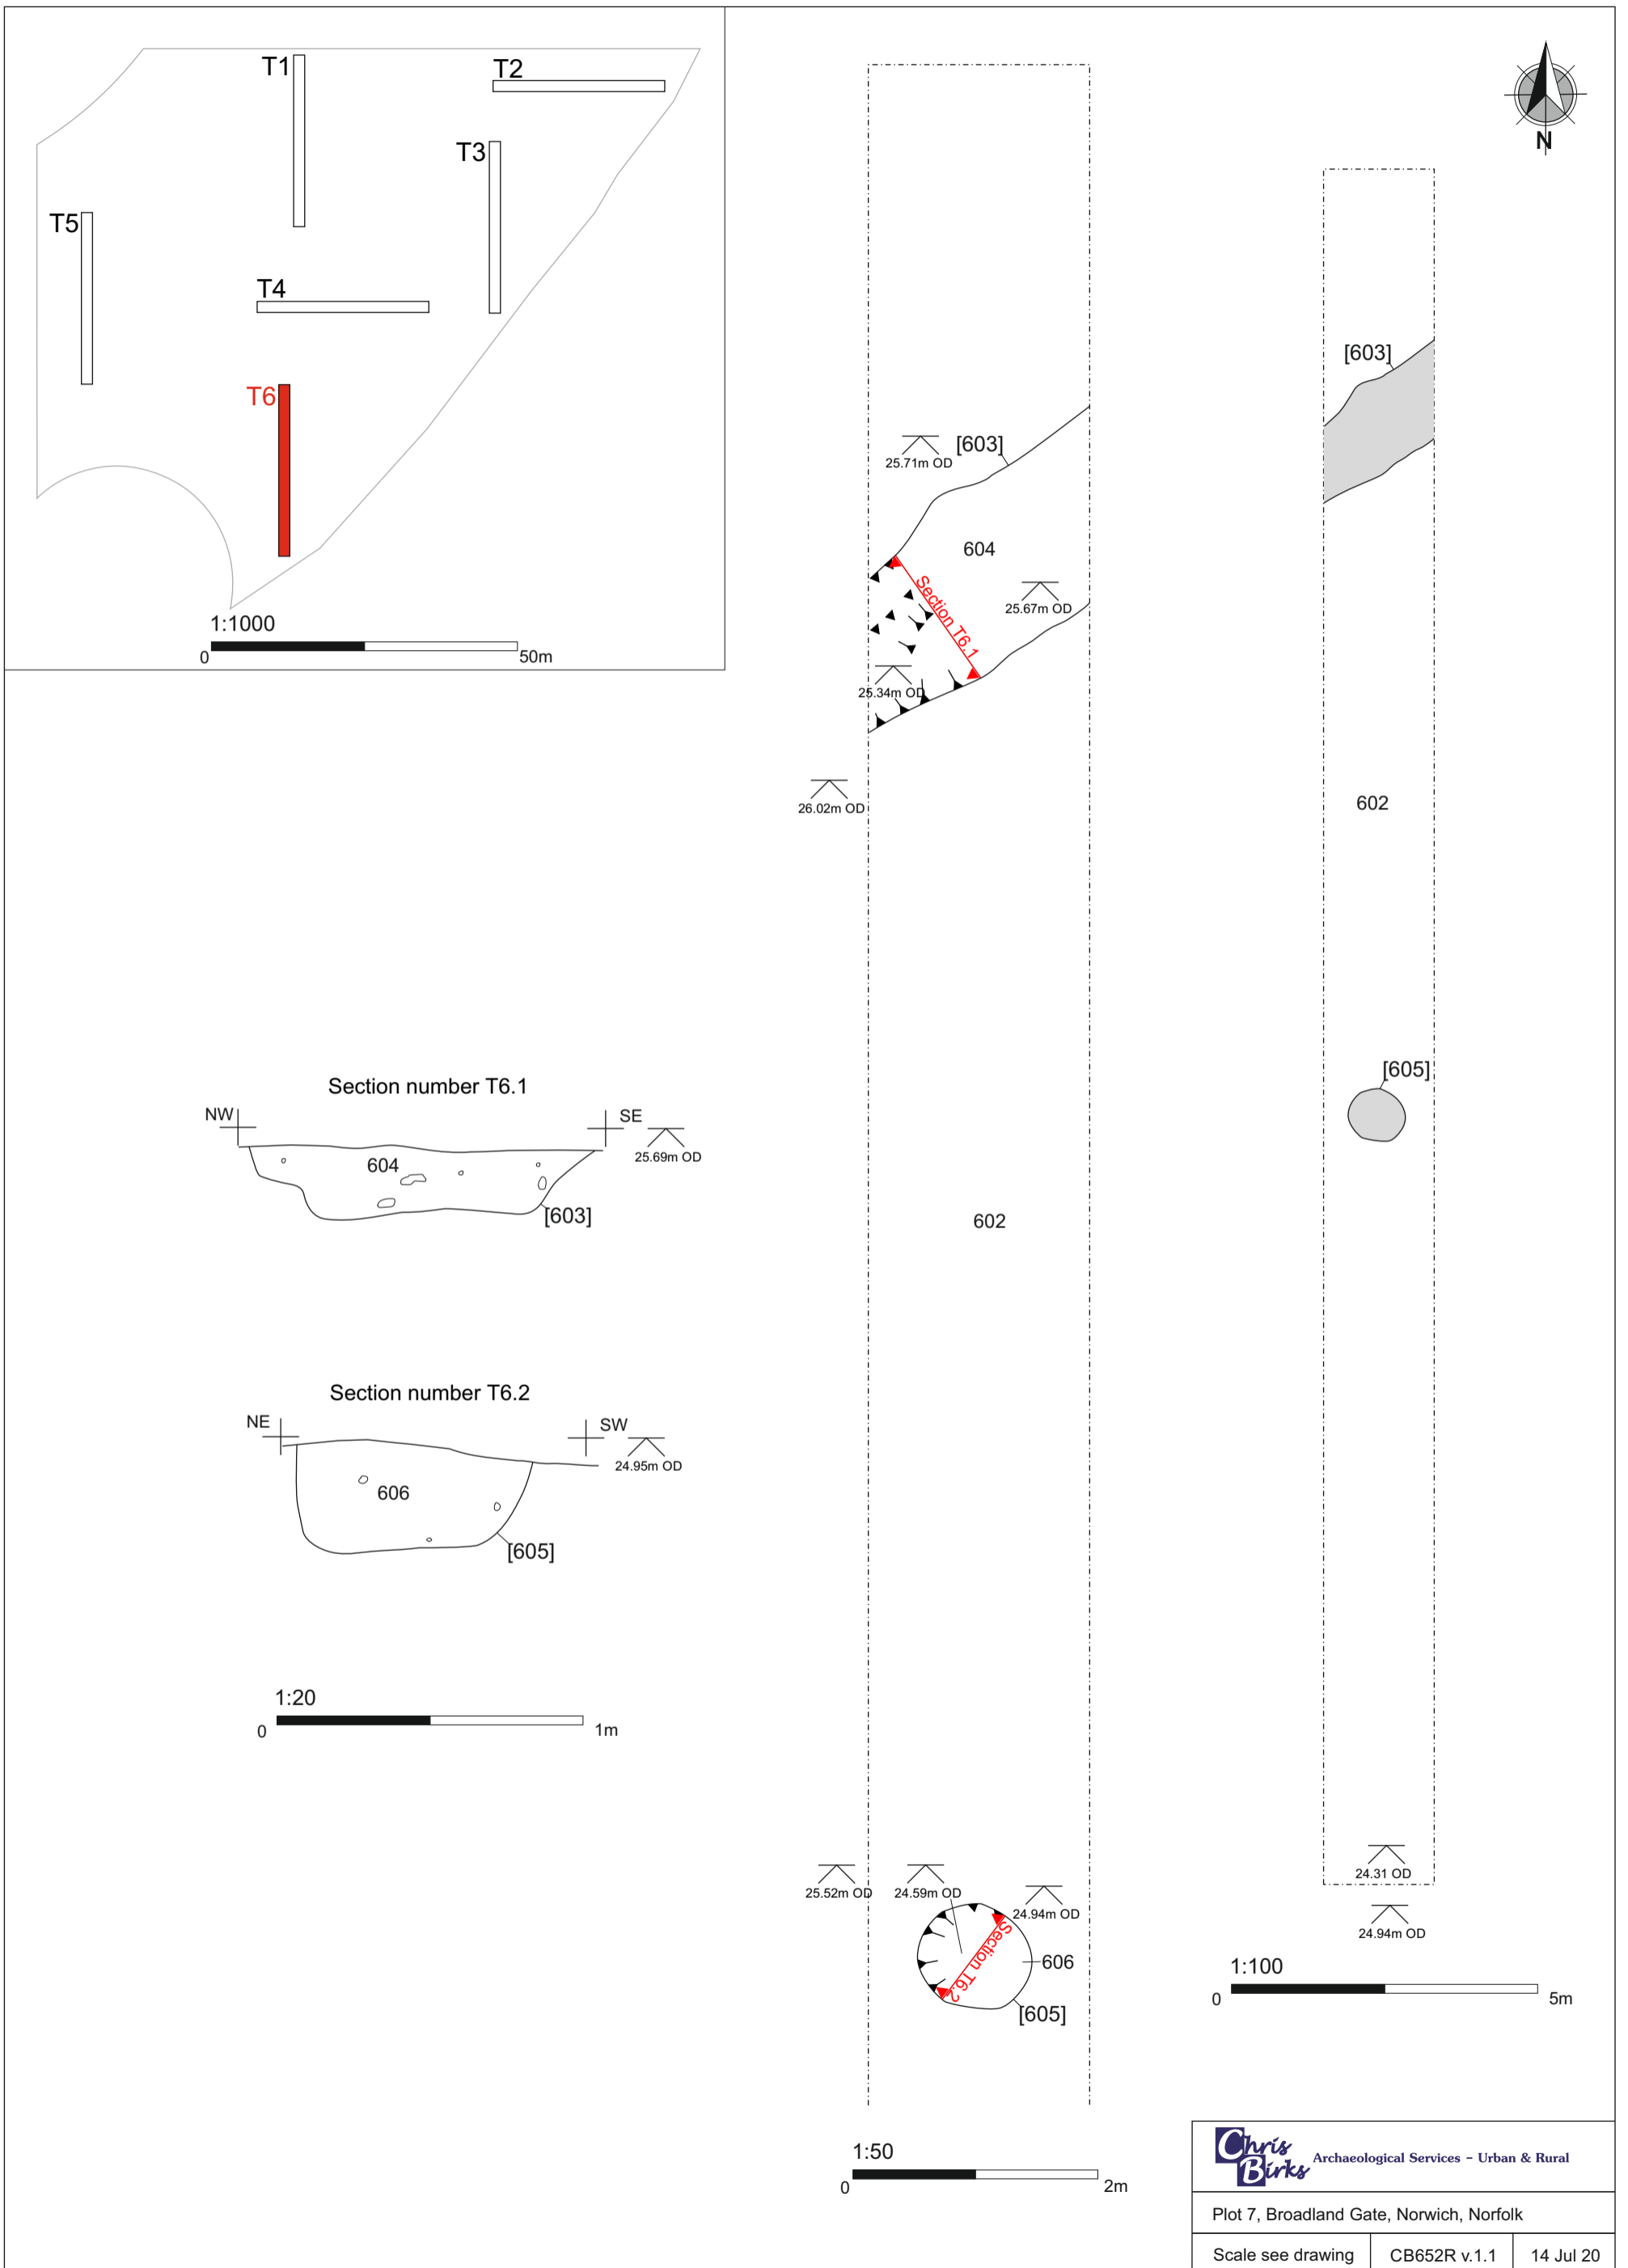 T1
T2
T3
T5
T4
T6
1:1000
0
50m
N
[603]
25.71m OD
604
25.67m OD
Section T6.1
25.34m OD
26.02m OD
602
25.52m OD
24.59m OD
24.94m OD
Section T6.2
606
[605]
1:50
0
2m
[603]
602
[605]
24.31 OD
24.94m OD
1:100
0
5m
Section number T6.1
NW
SE
25.69m OD
604
[603]
Section number T6.2
NE
SW
24.95m OD
606
[605]
1:20
0
1m
Chris
Birks
Archaeological Services - Urban & Rural
Plot 7, Broadland Gate, Norwich, Norfolk
Scale see drawing
CB652R v.1.1
14 Jul 20